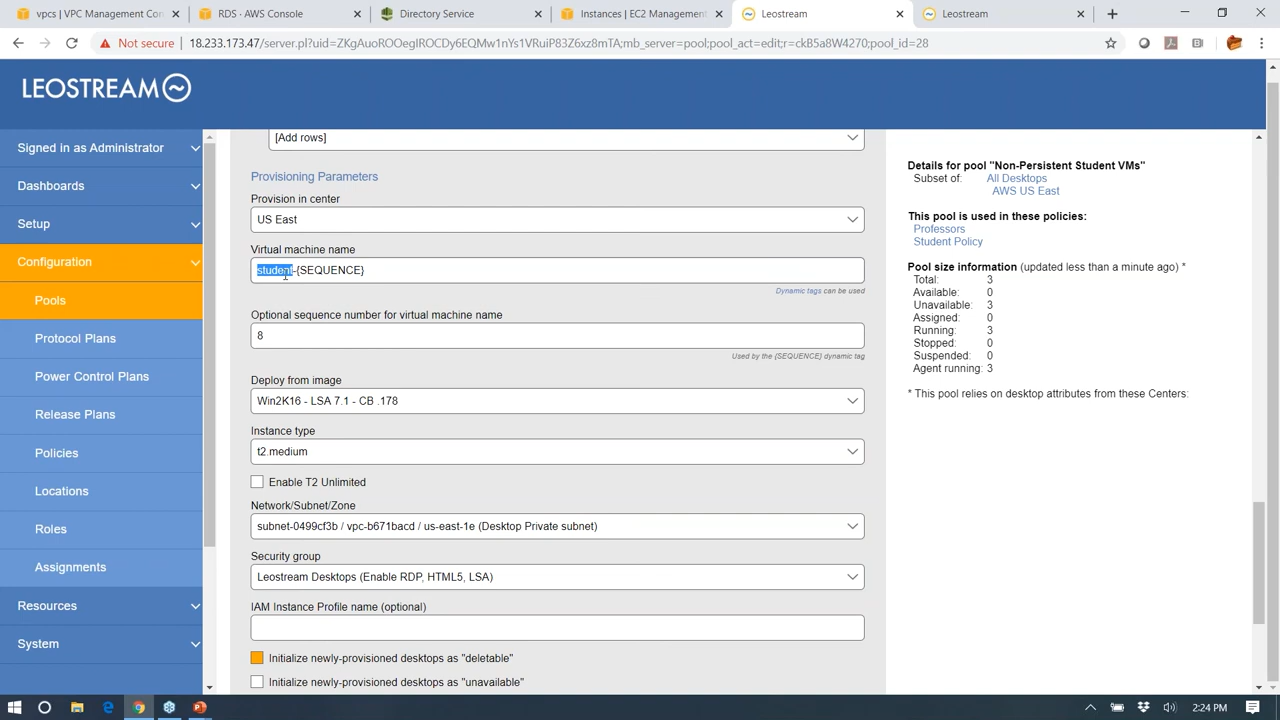 vpcs | VPC Management Con
RDS · AWS Console
Directory Service
Instances | EC2 Management
Leostream
Leostream
Not secure
18.233.173.47/server.pl?uid=ZKgAuoROOegIROCDy6EQMw1nYs1VRuiP83Z6xz8mTA;mb_server=pool;pool_act=edit;r=ckB5a8W4270;pool_id=28
LEOSTREAM
Signed in as Administrator
Dashboards
Setup
Configuration
Pools
Protocol Plans
Power Control Plans
Release Plans
Policies
Locations
Roles
Assignments
Resources
System
[Add rows]
Provisioning Parameters
Provision in center
US East
Virtual machine name
student-{SEQUENCE}
Dynamic tags can be used
Optional sequence number for virtual machine name
8
Used by the {SEQUENCE} dynamic tag
Deploy from image
Win2K16 - LSA 7.1 - CB .178
Instance type
t2.medium
Enable T2 Unlimited
Network/Subnet/Zone
subnet-0499cf3b / vpc-b671bacd / us-east-1e (Desktop Private subnet)
Security group
Leostream Desktops (Enable RDP, HTML5, LSA)
IAM Instance Profile name (optional)
Initialize newly-provisioned desktops as "deletable"
Initialize newly-provisioned desktops as "unavailable"
Details for pool "Non-Persistent Student VMs"
Subset of: All Desktops
AWS US East
This pool is used in these policies:
Professors
Student Policy
Pool size information (updated less than a minute ago) *
Total: 3
Available: 0
Unavailable: 3
Assigned: 0
Running: 3
Stopped: 0
Suspended: 0
Agent running: 3
* This pool relies on desktop attributes from these Centers:
2:24 PM